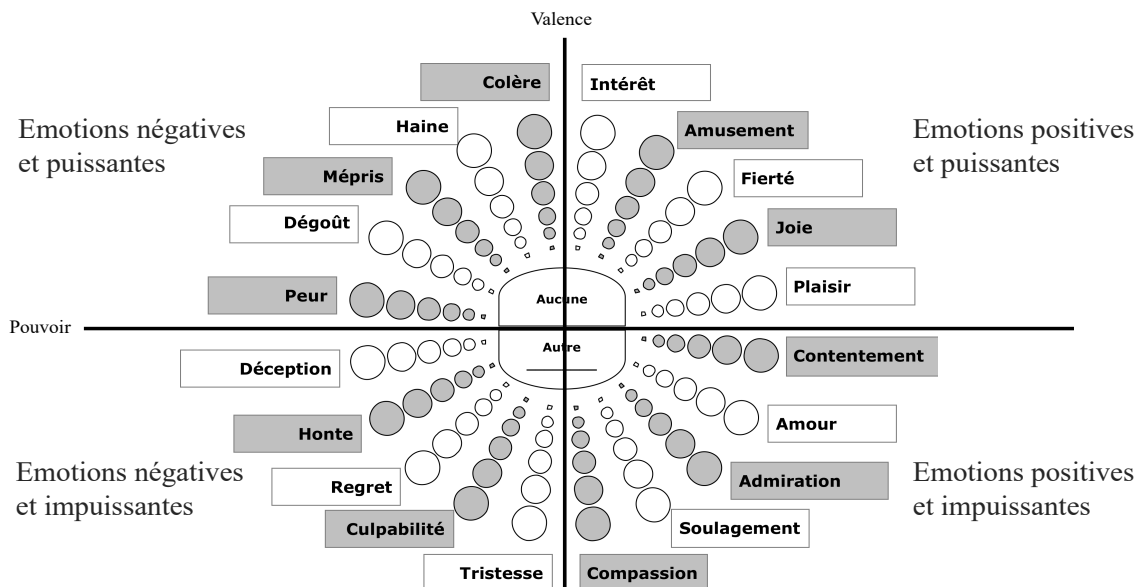 Valence
Colère
Intérêt
Haine
Amusement
Emotions négatives
et puissantes
Emotions positives
et puissantes
Mépris
Fierté
Dégoût
Joie
Peur
Plaisir
Aucune
Pouvoir
Autre
Déception
Contentement
Honte
Amour
Emotions négatives
et impuissantes
Emotions positives
et impuissantes
Regret
Admiration
Culpabilité
Soulagement
Tristesse
Compassion